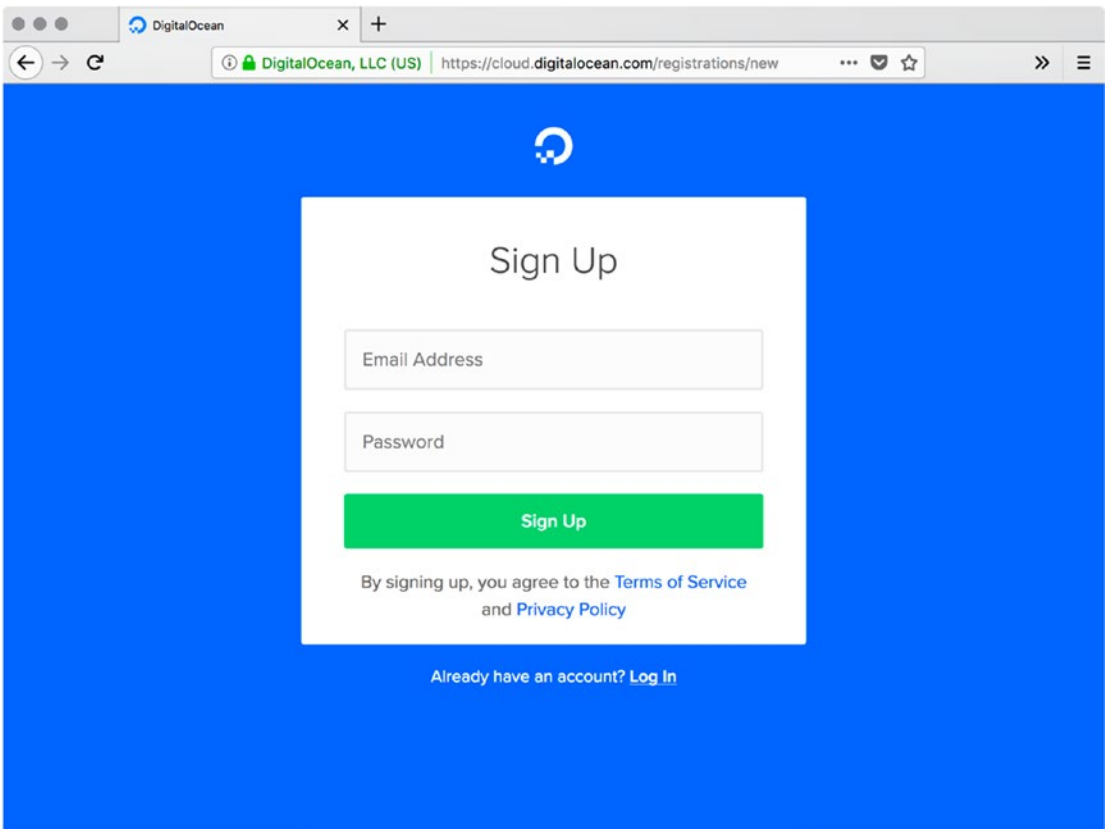 DigitalOcean
DigitalOcean, LLC (US) https://cloud.digitalocean.com/registrations/new
Sign Up
Email Address
Password
Sign Up
By signing up, you agree to the Terms of Service
and Privacy Policy
Already have an account? Log In